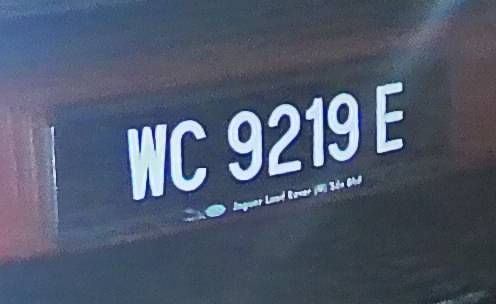 WC 9219 E
Jaguar Land Rover (M) Sdn Bhd